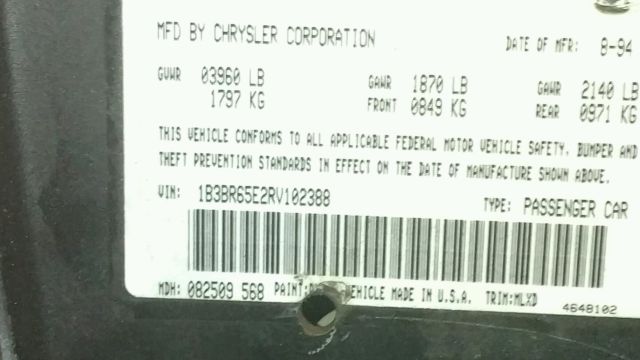 MFD BY CHRYSLER CORPORATION DATE OF MFR: 8-94
GVWR 03960 LB GAWR 1870 LB GAWR 2140 LB
1797 KG FRONT 0849 KG REAR 0971 KG
THIS VEHICLE CONFORMS TO ALL APPLICABLE FEDERAL MOTOR VEHICLE SAFETY, BUMPER AND
THEFT PREVENTION STANDARDS IN EFFECT ON THE DATE OF MANUFACTURE SHOWN ABOVE.
VIN: 1B3BR65E2RV102388 TYPE: PASSENGER CAR
MDH: 082509 568 PAINT: VEHICLE MADE IN U.S.A. TRIM:MLXD
4648102